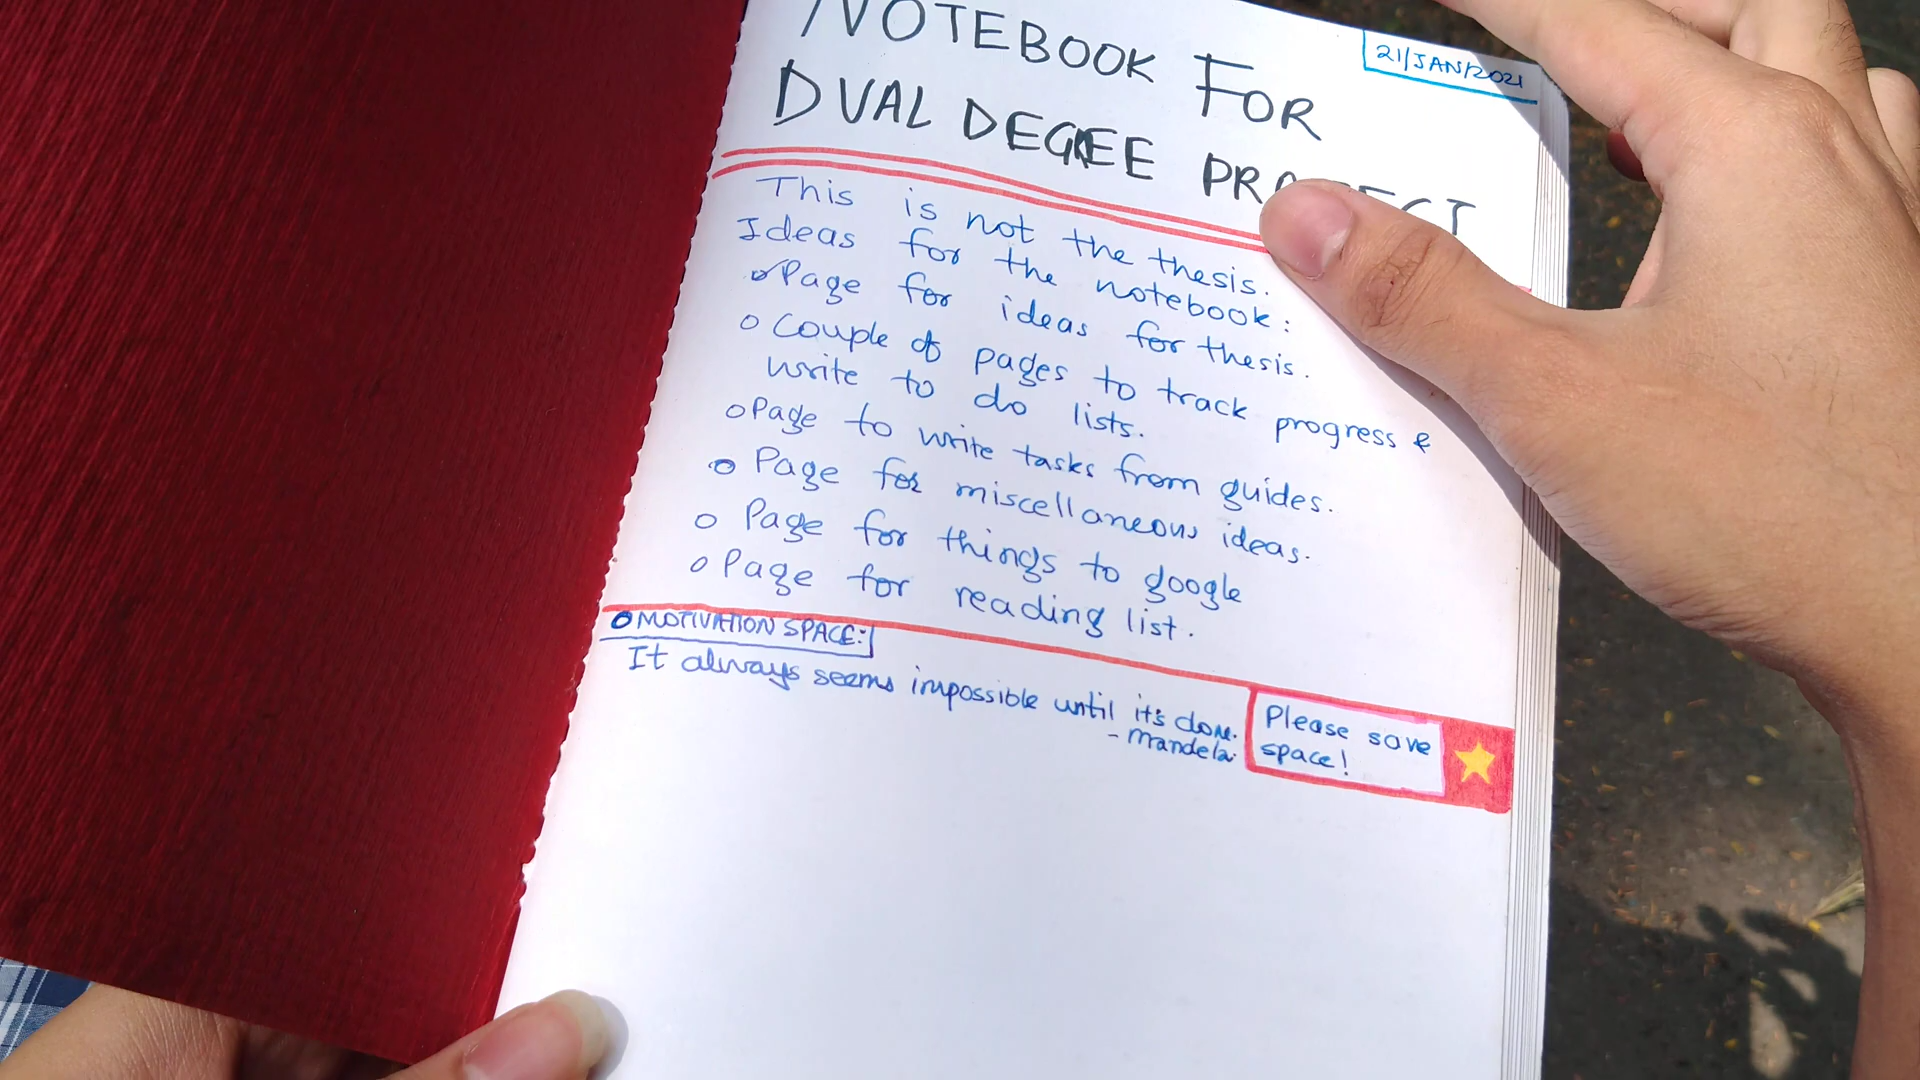 NOTEBOOK FOR
21/JAN/2021
DUAL DEGREE
This is not the thesis.
Ideas for the notebook:
Page for ideas for thesis.
Couple of pages to track progress &
write to do lists.
Page to write tasks from guides.
Page for miscellaneous ideas.
Page for things to google
Page for reading list.
MOTIVATION SPACE:
It always seems impossible until it's done.
- Mandela.
Please save
space!